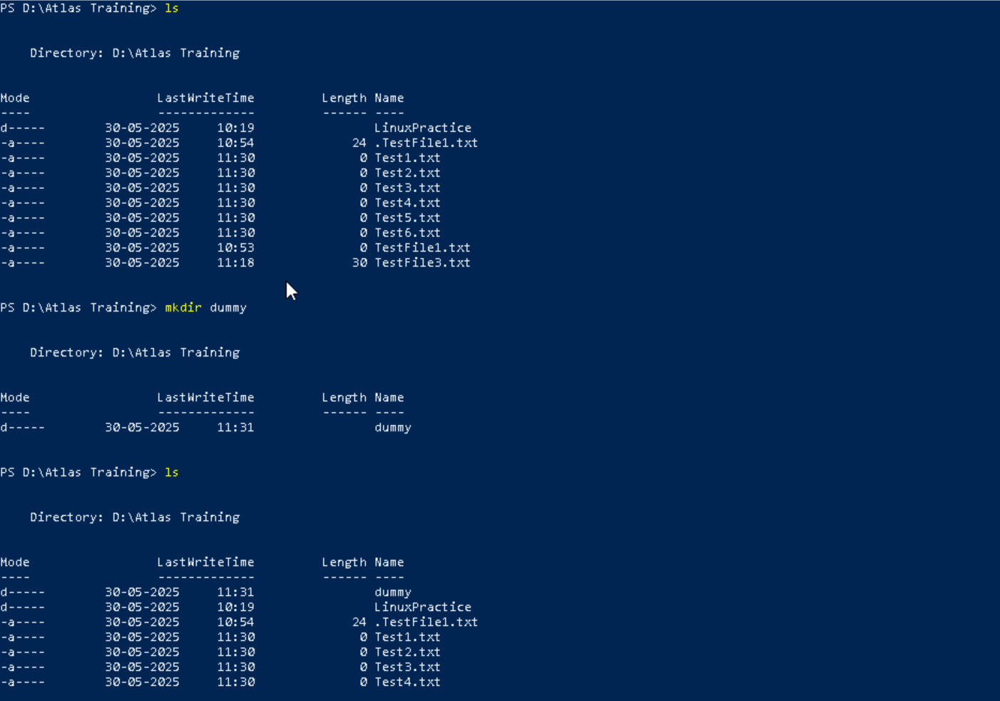 PS D:\Atlas Training> ls
Directory: D:\Atlas Training
Mode LastWriteTime Length Name
---- ------------- ------ ----
d----- 30-05-2025 10:19 LinuxPractice
-a---- 30-05-2025 10:54 24 .TestFile1.txt
-a---- 30-05-2025 11:30 0 Test1.txt
-a---- 30-05-2025 11:30 0 Test2.txt
-a---- 30-05-2025 11:30 0 Test3.txt
-a---- 30-05-2025 11:30 0 Test4.txt
-a---- 30-05-2025 11:30 0 Test5.txt
-a---- 30-05-2025 11:30 0 Test6.txt
-a---- 30-05-2025 10:53 0 TestFile1.txt
-a---- 30-05-2025 11:18 30 TestFile3.txt
PS D:\Atlas Training> mkdir dummy
Directory: D:\Atlas Training
Mode LastWriteTime Length Name
---- ------------- ------ ----
d----- 30-05-2025 11:31 dummy
PS D:\Atlas Training> ls
Directory: D:\Atlas Training
Mode LastWriteTime Length Name
---- ------------- ------ ----
d----- 30-05-2025 11:31 dummy
d----- 30-05-2025 10:19 LinuxPractice
-a---- 30-05-2025 10:54 24 .TestFile1.txt
-a---- 30-05-2025 11:30 0 Test1.txt
-a---- 30-05-2025 11:30 0 Test2.txt
-a---- 30-05-2025 11:30 0 Test3.txt
-a---- 30-05-2025 11:30 0 Test4.txt